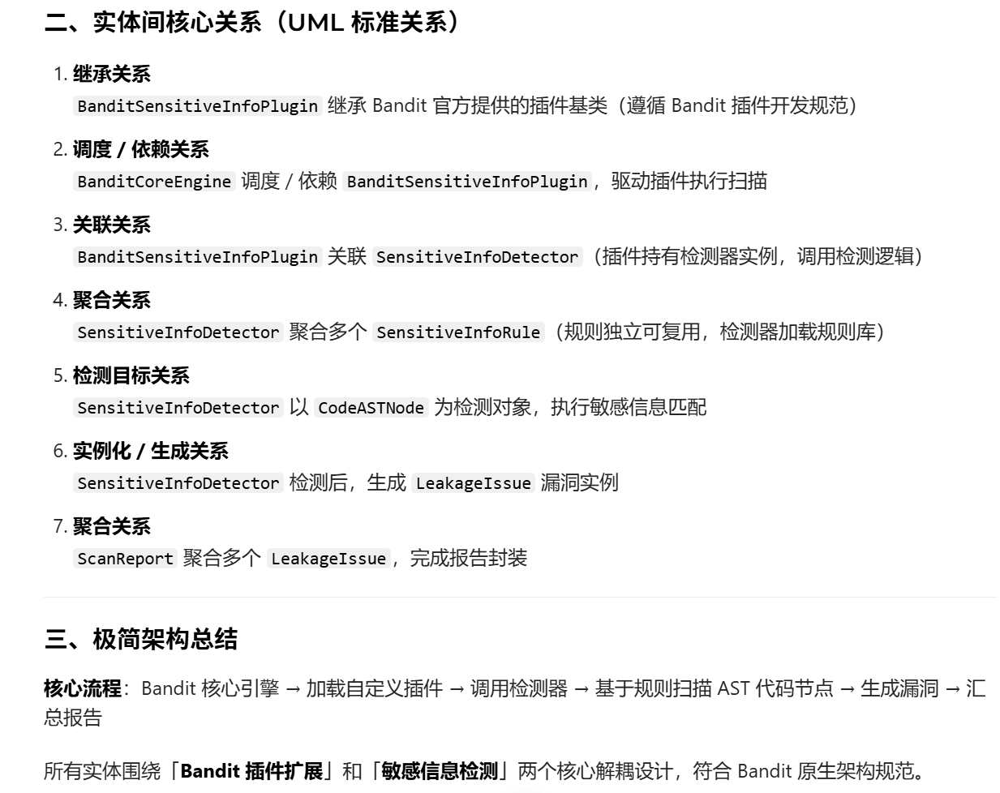 二、实体间核心关系（UML 标准关系）
1. 继承关系
BanditSensitiveInfoPlugin 继承 Bandit 官方提供的插件基类（遵循 Bandit 插件开发规范）
2. 调度 / 依赖关系
BanditCoreEngine 调度 / 依赖 BanditSensitiveInfoPlugin，驱动插件执行扫描
3. 关联关系
BanditSensitiveInfoPlugin 关联 SensitiveInfoDetector（插件持有检测器实例，调用检测逻辑）
4. 聚合关系
SensitiveInfoDetector 聚合多个 SensitiveInfoRule（规则独立可复用，检测器加载规则库）
5. 检测目标关系
SensitiveInfoDetector 以 CodeASTNode 为检测对象，执行敏感信息匹配
6. 实例化 / 生成关系
SensitiveInfoDetector 检测后，生成 LeakageIssue 漏洞实例
7. 聚合关系
ScanReport 聚合多个 LeakageIssue，完成报告封装
三、极简架构总结
核心流程：Bandit 核心引擎 → 加载自定义插件 → 调用检测器 → 基于规则扫描 AST 代码节点 → 生成漏洞 → 汇
总报告
所有实体围绕「Bandit 插件扩展」和「敏感信息检测」两个核心解耦设计，符合 Bandit 原生架构规范。